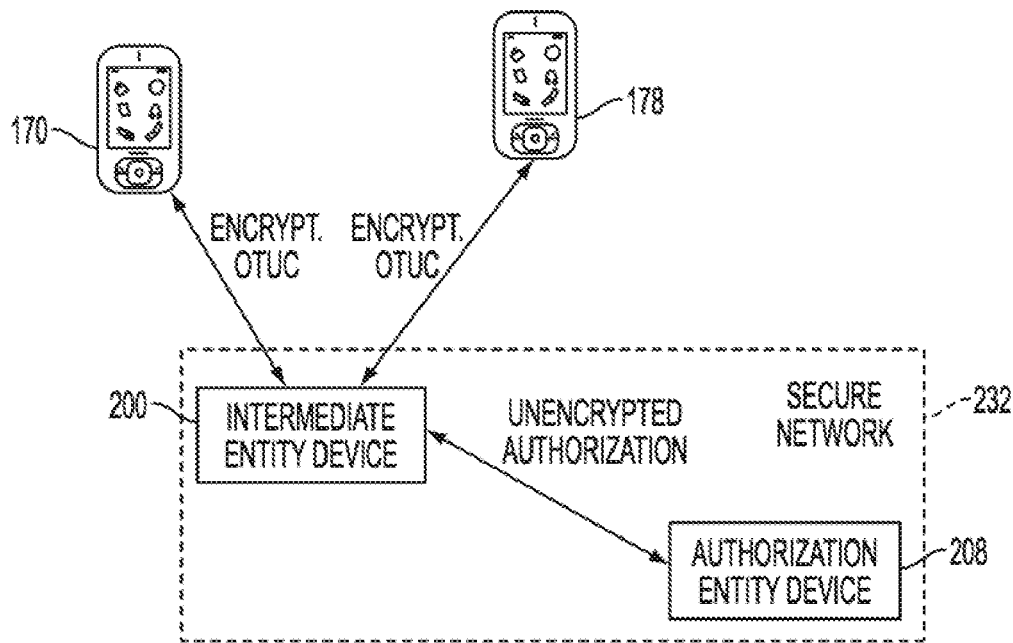 170
178
ENCRYPT.
OTUC
ENCRYPT.
OTUC
200
INTERMEDIATE
ENTITY DEVICE
UNENCRYPTED
AUTHORIZATION
SECURE
NETWORK
232
AUTHORIZATION
ENTITY DEVICE
208